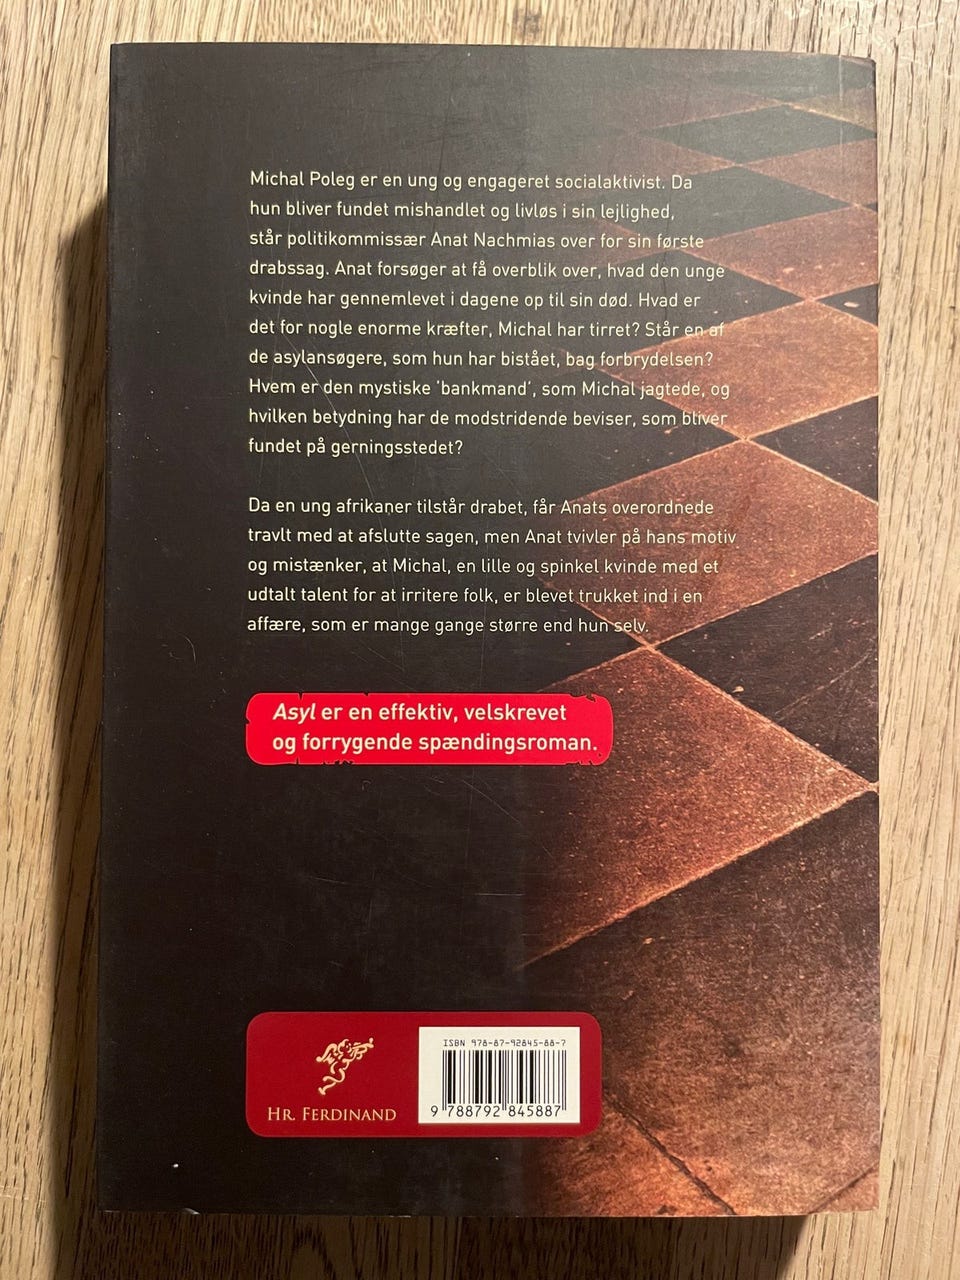 Michal Poleg er en ung og engageret socialaktivist. Da
hun bliver fundet mishandlet og livløs i sin lejlighed,
står politikommissær Anat Nachmias over for sin første
drabssag. Anat forsøger at få overblik over, hvad den unge
kvinde har gennemlevet i dagene op til sin død. Hvad er
det for nogle enorme kræfter, Michal har tirret? Står en af
de asylansøgere, som hun har bistået, bag forbrydelsen?
Hvem er den mystiske ‘bankmand’, som Michal jagtede, og
hvilken betydning har de modstridende beviser, som bliver
fundet på gerningsstedet?
Da en ung afrikaner tilstår drabet, får Anats overordnede
travlt med at afslutte sagen, men Anat tvivler på hans motiv
og mistænker, at Michal, en lille og spinkel kvinde med et
udtalt talent for at irritere folk, er blevet trukket ind i en
affære, som er mange gange større end hun selv.
Asyl er en effektiv, velskrevet
og forrygende spændingsroman.
HR. FERDINAND
ISBN 978-87-92845-88-7
9 788792 845887